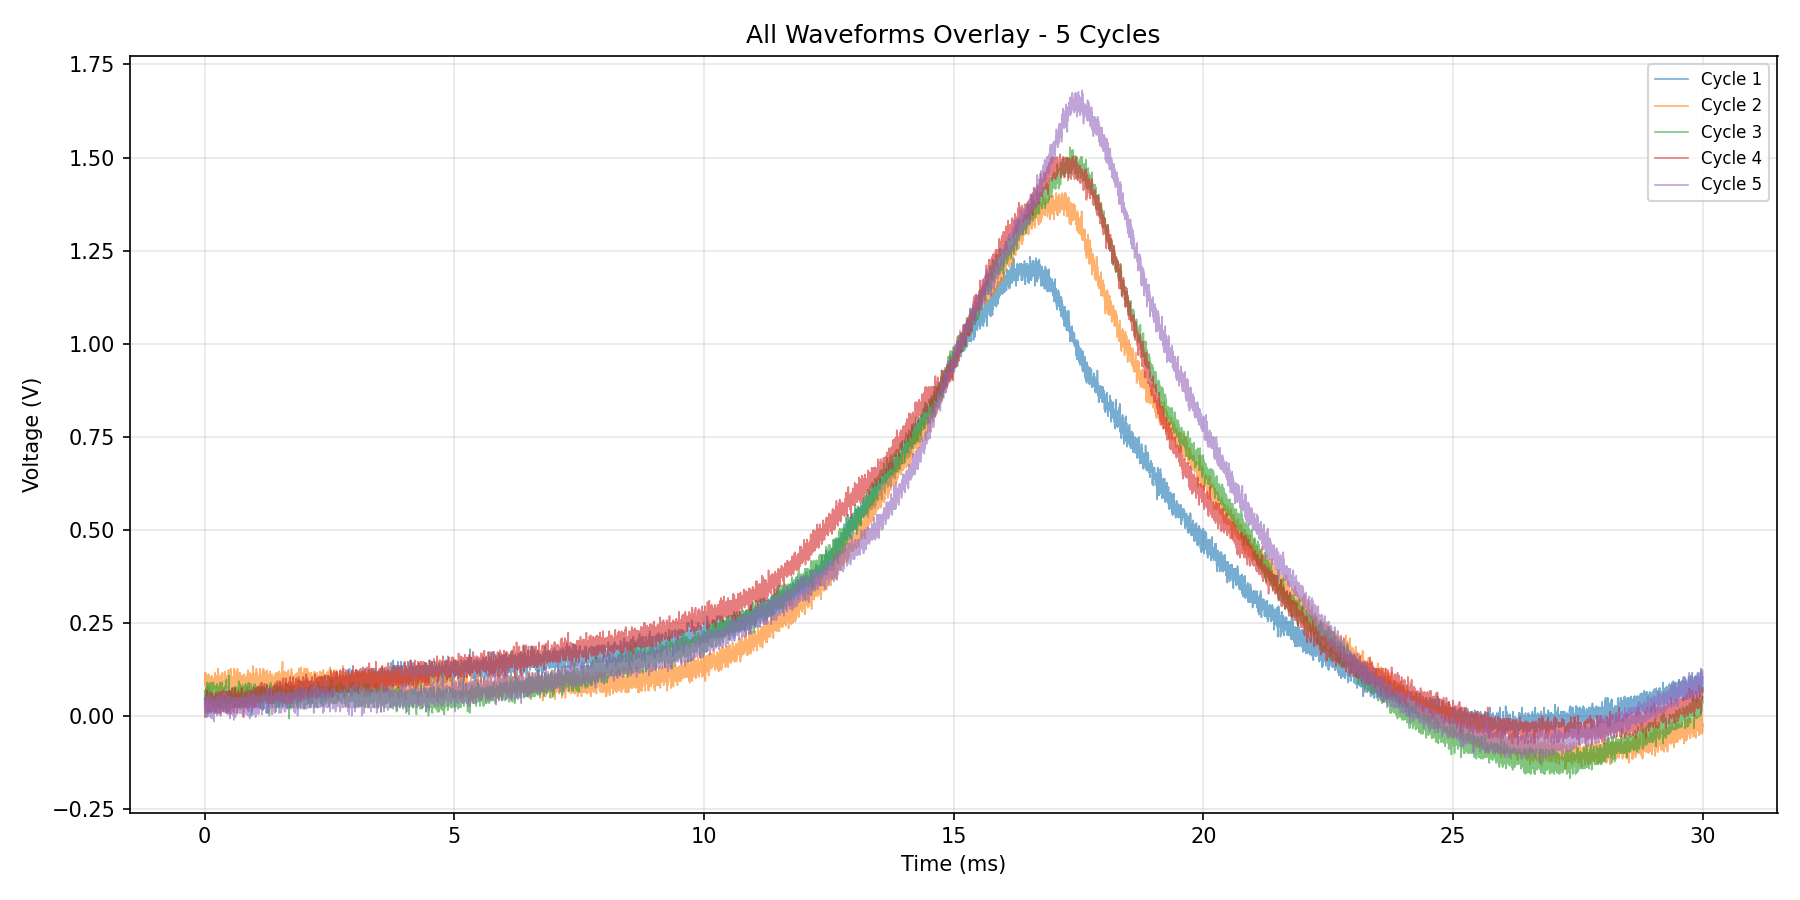 All Waveforms Overlay - 5 Cycles
Cycle 1
Cycle 2
Cycle 3
Cycle 4
Cycle 5
Voltage (V)
1.75
1.50
1.25
1.00
0.75
0.50
0.25
0.00
−0.25
0 5 10 15 20 25 30
Time (ms)